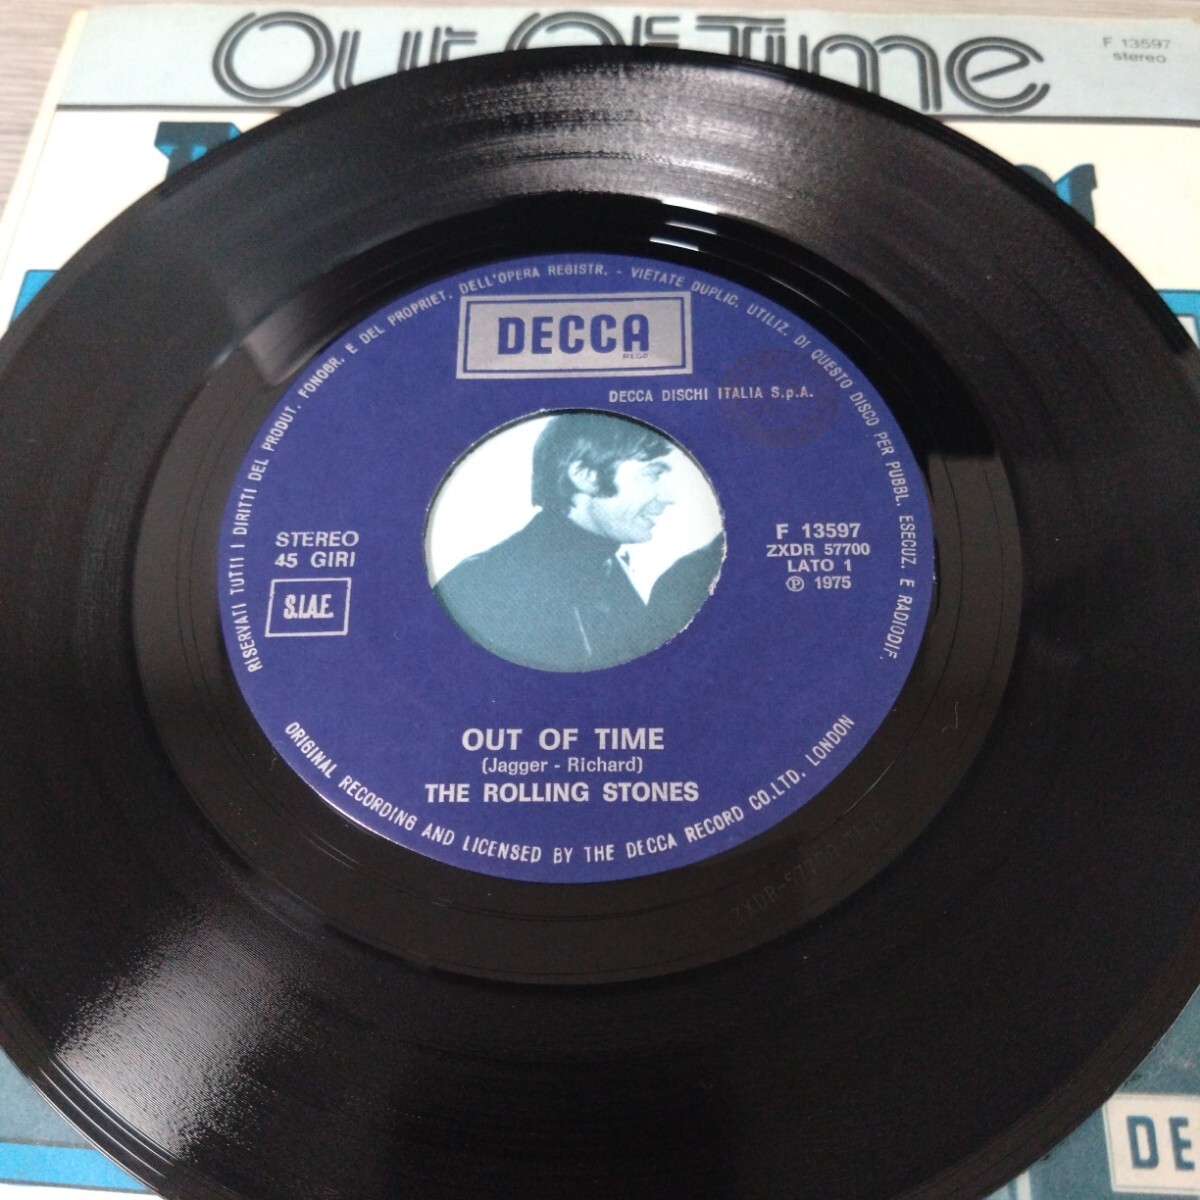 OUT OF TIME
F 13597
stereo
RISERVATI TUTTI I DIRITTI DEL PRODUT. FONOGR. E DEL PROPRIET. DELL'OPERA REGISTR. - VIETATE DUPLIC. UTILIZ. DI QUESTO DISCO PER PUBBL. ESECUZ. E RADIODIF.
DECCA
REGD
DECCA DISCHI ITALIA S.p.A.
STEREO
45 GIRI
S.I.A.E.
F 13597
ZXDR 57700
LATO 1
Ⓟ 1975
OUT OF TIME
(Jagger - Richard)
THE ROLLING STONES
ORIGINAL RECORDING AND LICENSED BY THE DECCA RECORD CO.LTD. LONDON
DE